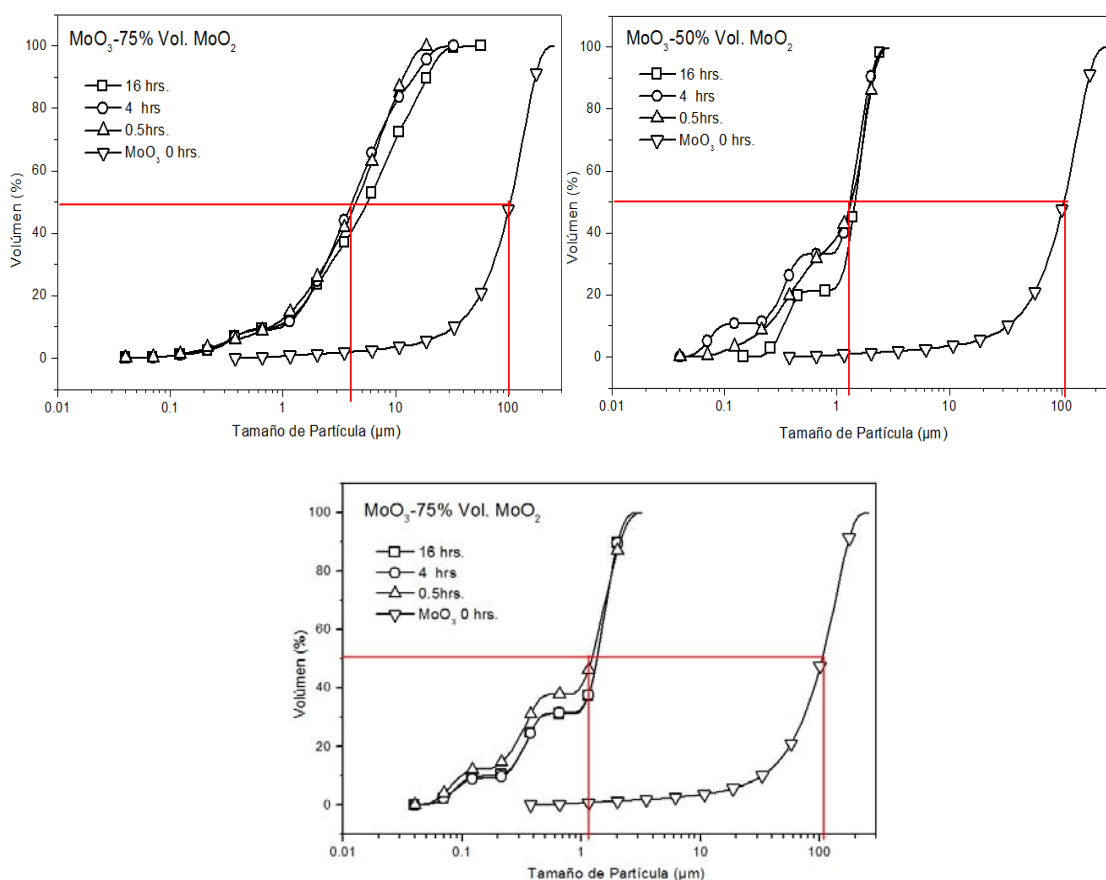 MoO₃-75% Vol. MoO₂
16 hrs.
4 hrs
0.5hrs.
MoO₃ 0 hrs.
Volúmen (%)
100
80
60
40
20
0
0.01 0.1 1 10 100
Tamaño de Partícula (µm)
MoO₃-50% Vol. MoO₂
16 hrs.
4 hrs
0.5hrs.
MoO₃ 0 hrs.
Volúmen (%)
100
80
60
40
20
0
0.01 0.1 1 10 100
Tamaño de Partícula (µm)
MoO₃-75% Vol. MoO₂
16 hrs.
4 hrs
0.5hrs.
MoO₃ 0 hrs.
Volúmen (%)
100
80
60
40
20
0
0.01 0.1 1 10 100
Tamaño de Partícula (µm)